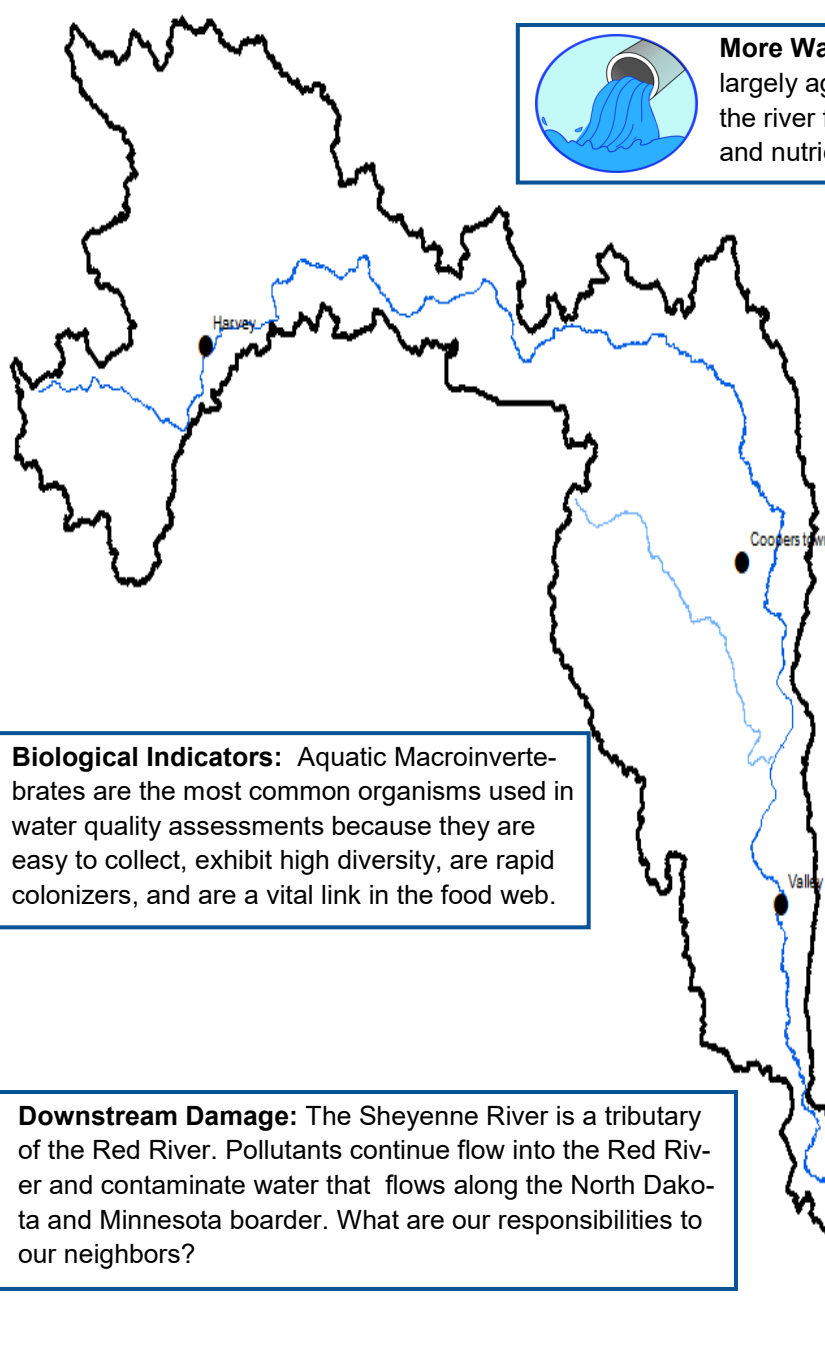 More Wa
largely ag
the river f
and nutrie
Harvey
Cooperstown
Valley
Biological Indicators: Aquatic Macroinverte-
brates are the most common organisms used in
water quality assessments because they are
easy to collect, exhibit high diversity, are rapid
colonizers, and are a vital link in the food web.
Downstream Damage: The Sheyenne River is a tributary
of the Red River. Pollutants continue flow into the Red Riv-
er and contaminate water that flows along the North Dako-
ta and Minnesota boarder. What are our responsibilities to
our neighbors?